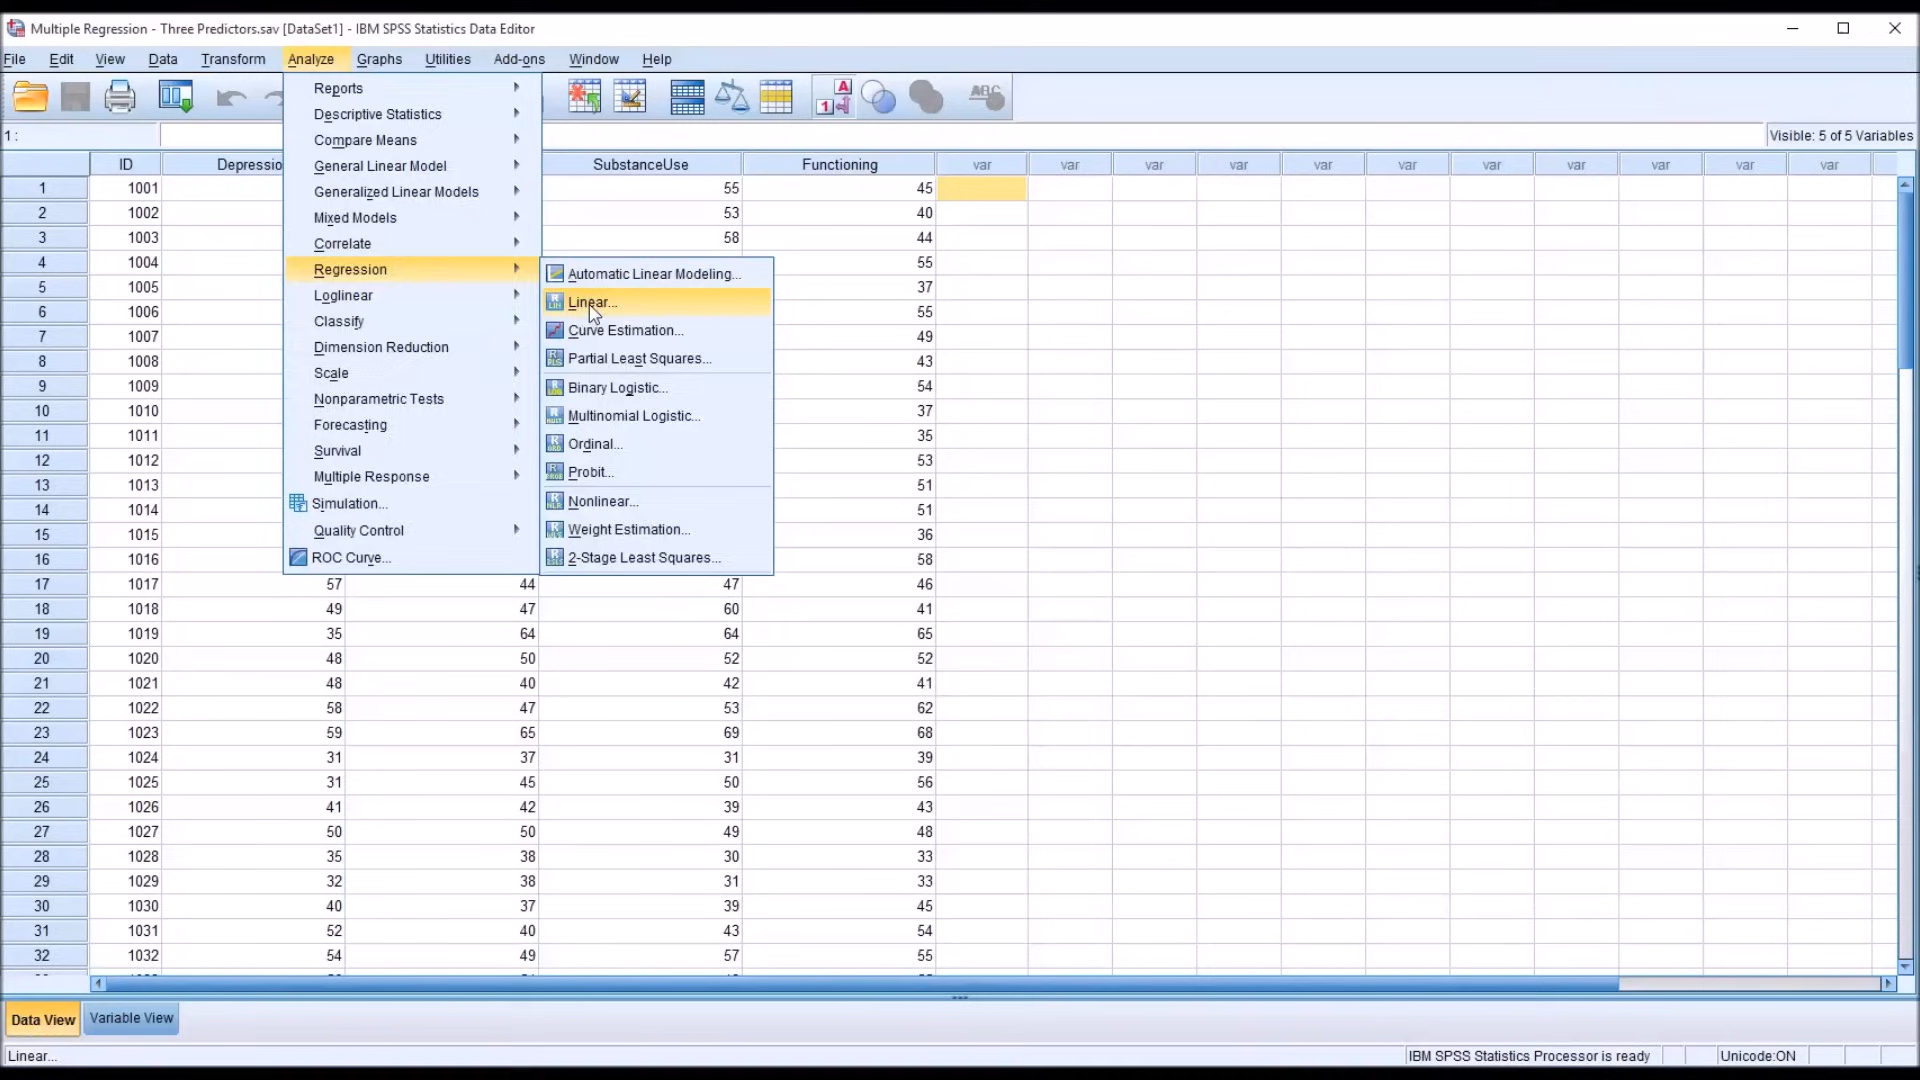 Multiple Regression - Three Predictors.sav [DataSet1] - IBM SPSS Statistics Data Editor
File Edit View Data Transform Analyze Graphs Utilities Add-ons Window Help
1 :
Visible: 5 of 5 Variables
ID Depressio SubstanceUse Functioning var var var var var var var var var var var
Reports
Descriptive Statistics
Compare Means
General Linear Model
Generalized Linear Models
Mixed Models
Correlate
Regression
Loglinear
Classify
Dimension Reduction
Scale
Nonparametric Tests
Forecasting
Survival
Multiple Response
Simulation...
Quality Control
ROC Curve...
Automatic Linear Modeling...
Linear...
Curve Estimation...
Partial Least Squares...
Binary Logistic...
Multinomial Logistic...
Ordinal...
Probit...
Nonlinear...
Weight Estimation...
2-Stage Least Squares...
1 1001 55 45
2 1002 53 40
3 1003 58 44
4 1004 55
5 1005 37
6 1006 55
7 1007 49
8 1008 43
9 1009 54
10 1010 37
11 1011 35
12 1012 53
13 1013 51
14 1014 51
15 1015 36
16 1016 58
17 1017 57 44 47 46
18 1018 49 47 60 41
19 1019 35 64 64 65
20 1020 48 50 52 52
21 1021 48 40 42 41
22 1022 58 47 53 62
23 1023 59 65 69 68
24 1024 31 37 31 39
25 1025 31 45 50 56
26 1026 41 42 39 43
27 1027 50 50 49 48
28 1028 35 38 30 33
29 1029 32 38 31 33
30 1030 40 37 39 45
31 1031 52 40 43 54
32 1032 54 49 57 55
Data View Variable View
Linear...
IBM SPSS Statistics Processor is ready
Unicode:ON